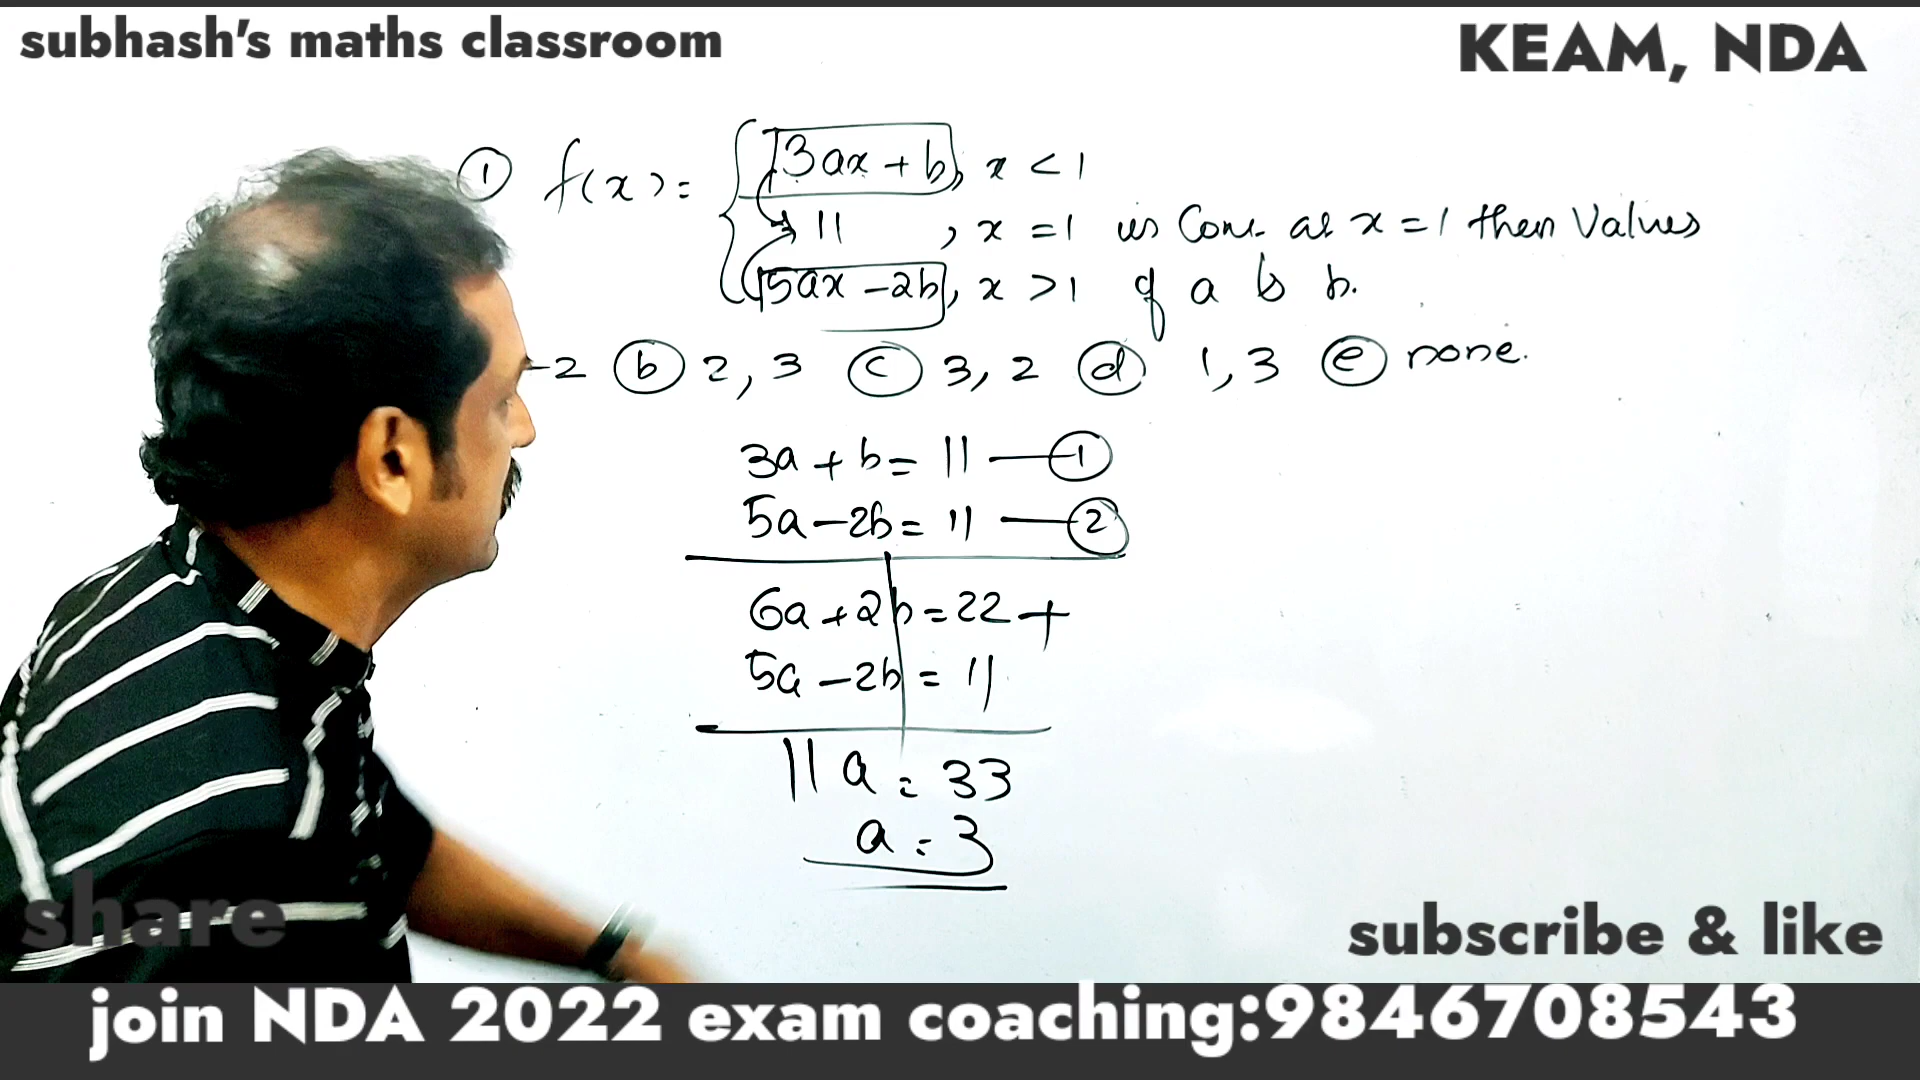 subhash's maths classroom
KEAM, NDA
① f(x) = { 3ax + b, x < 1
11 , x = 1 is Con. at x = 1 then Values
5ax - 2b, x > 1 of a & b.
-2 ⓑ 2, 3 ⓒ 3, 2 ⓓ 1, 3 ⓔ none.
3a + b = 11 — ①
5a - 2b = 11 — ②
6a + 2b = 22 +
5a - 2b = 11
11a = 33
a = 3
share
subscribe & like
join NDA 2022 exam coaching:9846708543